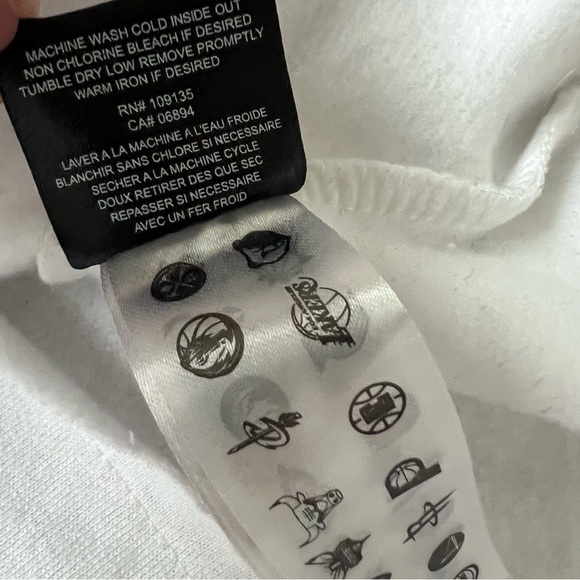 MACHINE WASH COLD INSIDE OUT
NON CHLORINE BLEACH IF DESIRED
TUMBLE DRY LOW REMOVE PROMPTLY
WARM IRON IF DESIRED
RN# 109135
CA# 06894
LAVER A LA MACHINE A L'EAU FROIDE
BLANCHIR SANS CHLORE SI NECESSAIRE
SECHER A LA MACHINE CYCLE
DOUX RETIRER DES QUE SEC
REPASSER SI NECESSAIRE
AVEC UN FER FROID
LAKERS